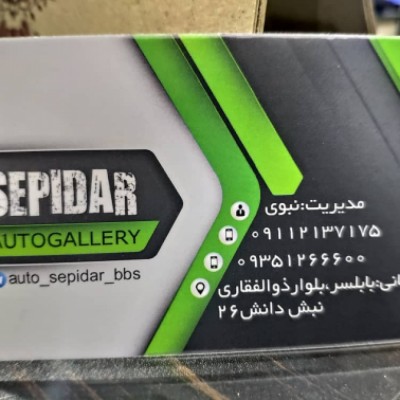 SEPIDAR
AUTOGALLERY
auto_sepidar_bbs
مدیریت:نبوی
۰۹۱۱۲۱۳۷۱۷۵
۰۹۳۵۱۲۶۶۶۰۰
بابلسر،بلوار ذوالفقاری
نبش دانش۲۶